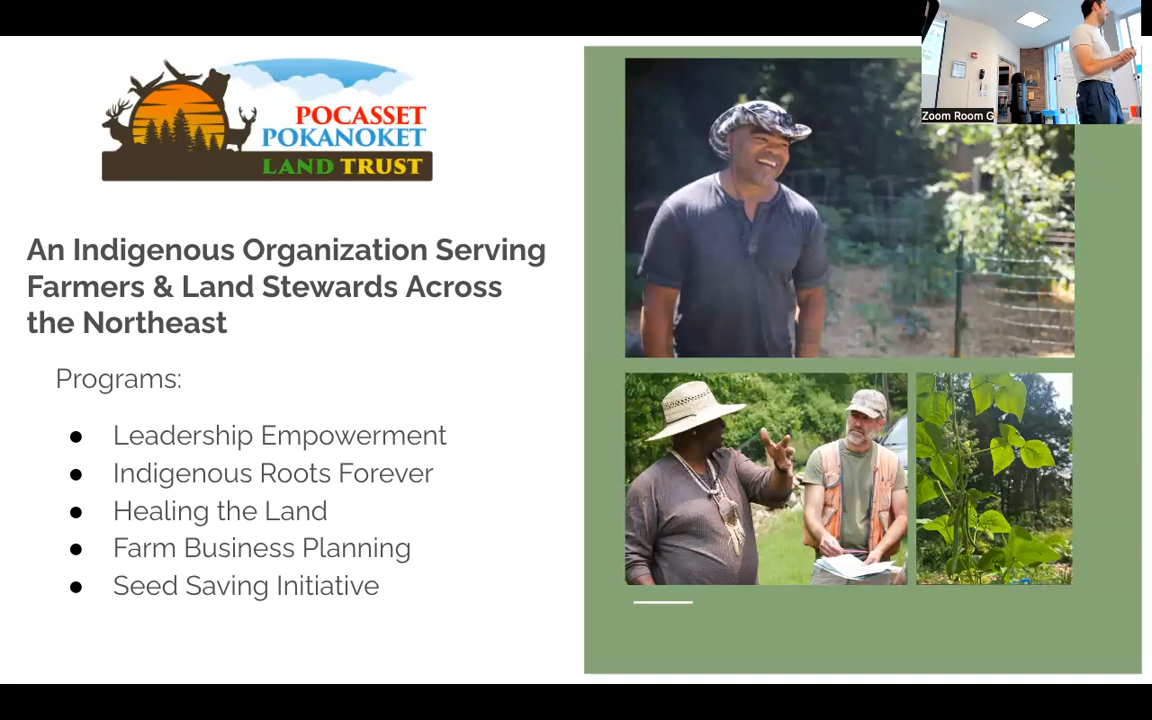 POCASSET
POKANOKET
LAND TRUST
An Indigenous Organization Serving
Farmers & Land Stewards Across
the Northeast
Programs:
● Leadership Empowerment
● Indigenous Roots Forever
● Healing the Land
● Farm Business Planning
● Seed Saving Initiative
Zoom Room G